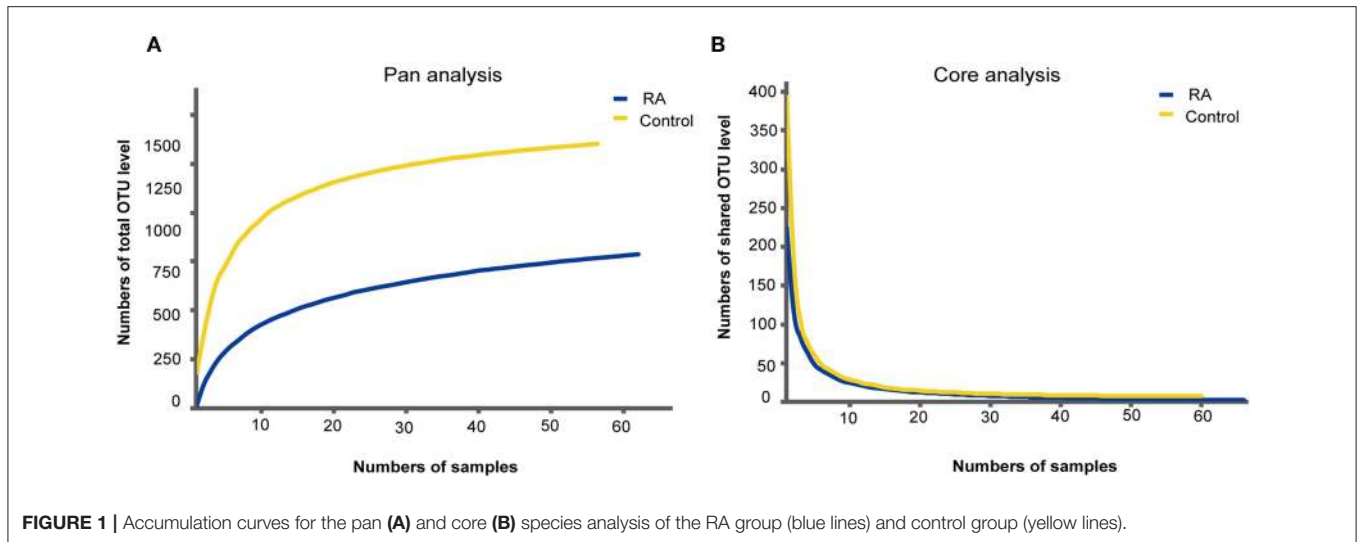 A
Pan analysis
RA
Control
1500
1250
1000
750
500
250
0
10 20 30 40 50 60
Numbers of total OTU level
Numbers of samples
B
Core analysis
RA
Control
400
350
300
250
200
150
100
50
0
10 20 30 40 50 60
Numbers of shared OTU level
Numbers of samples
FIGURE 1 | Accumulation curves for the pan (A) and core (B) species analysis of the RA group (blue lines) and control group (yellow lines).